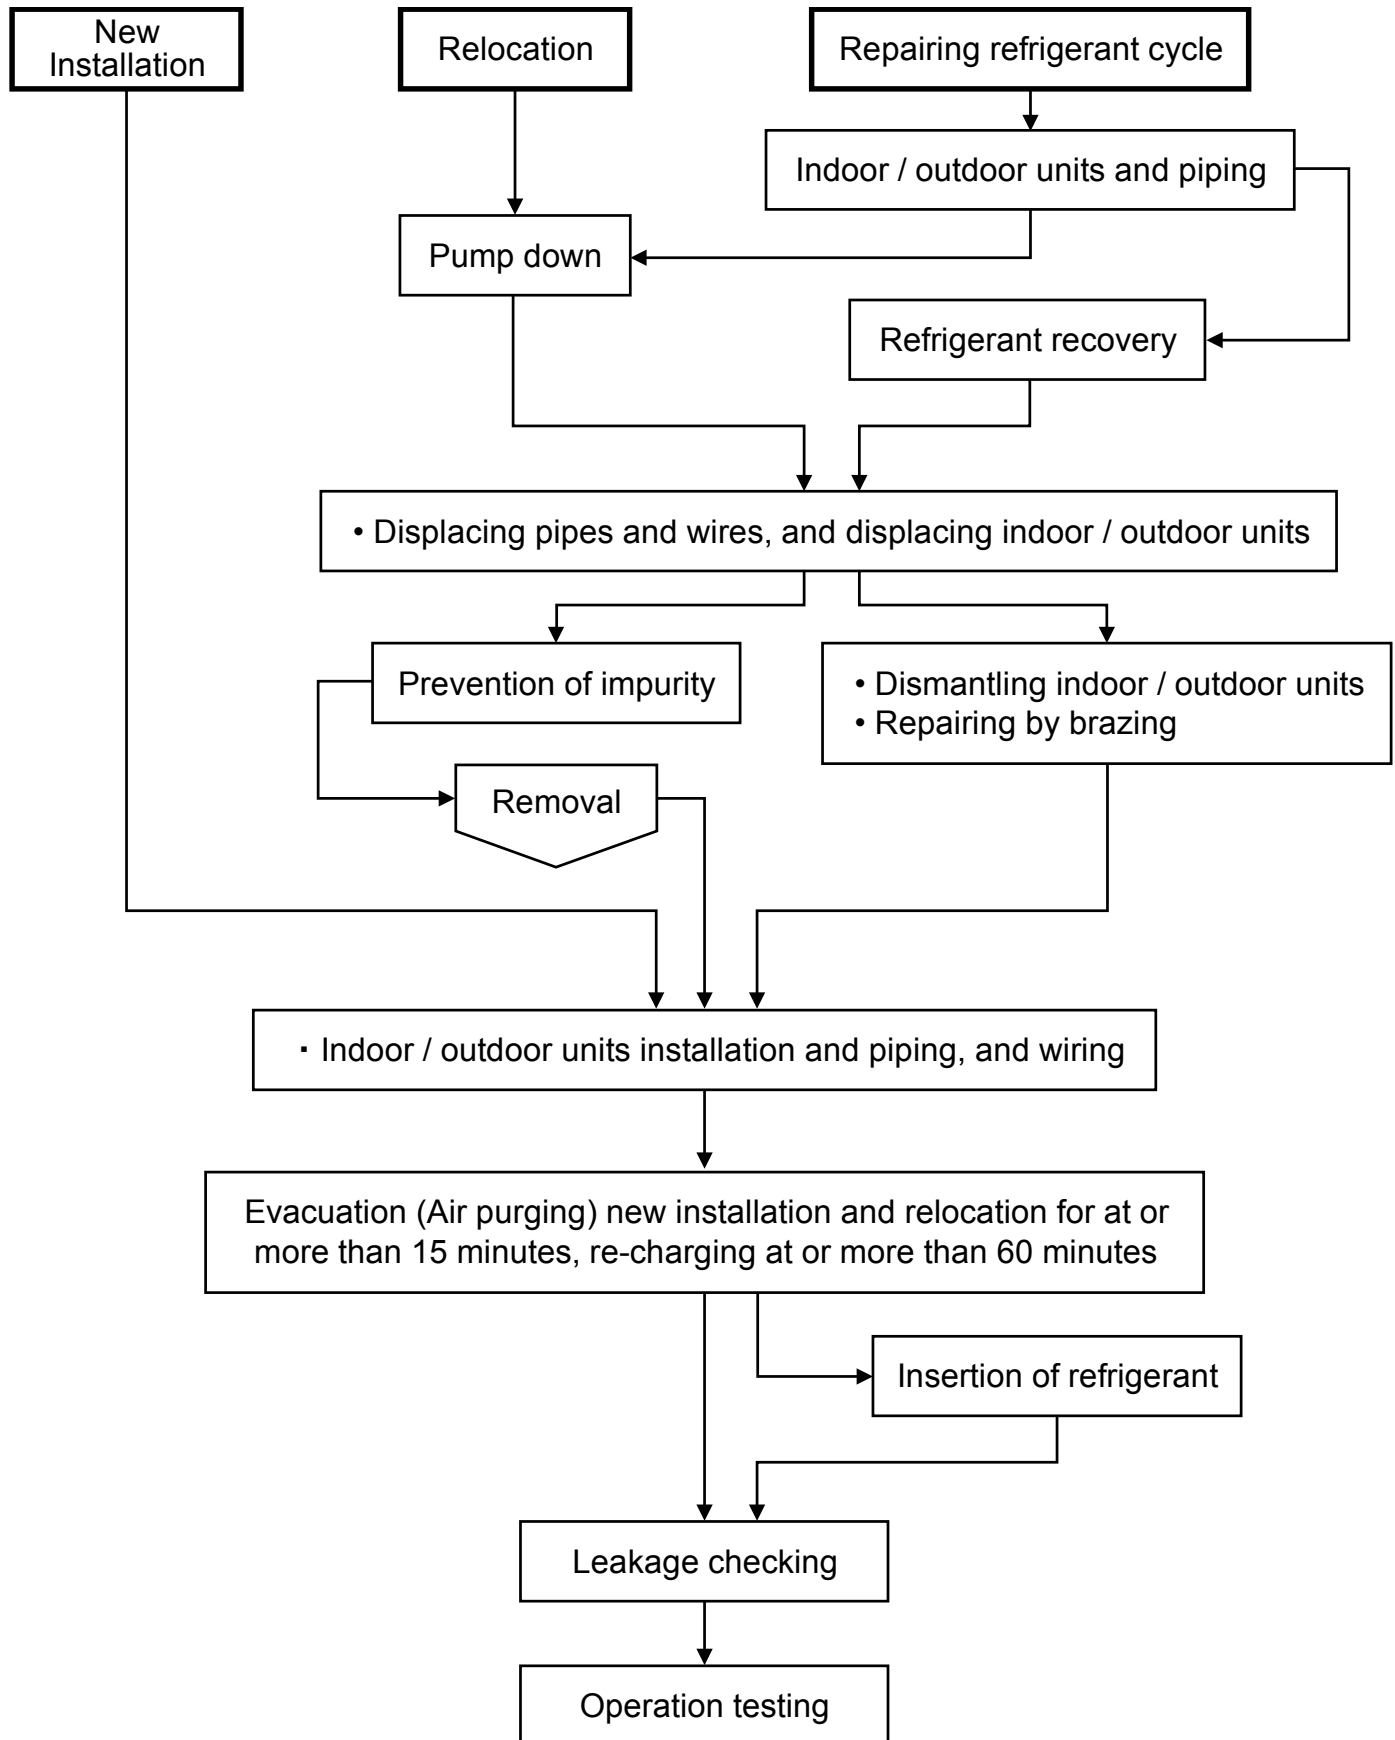 New
Installation
Relocation
Repairing refrigerant cycle
Indoor / outdoor units and piping
Pump down
Refrigerant recovery
• Displacing pipes and wires, and displacing indoor / outdoor units
Prevention of impurity
• Dismantling indoor / outdoor units
• Repairing by brazing
Removal
· Indoor / outdoor units installation and piping, and wiring
Evacuation (Air purging) new installation and relocation for at or
more than 15 minutes, re-charging at or more than 60 minutes
Insertion of refrigerant
Leakage checking
Operation testing